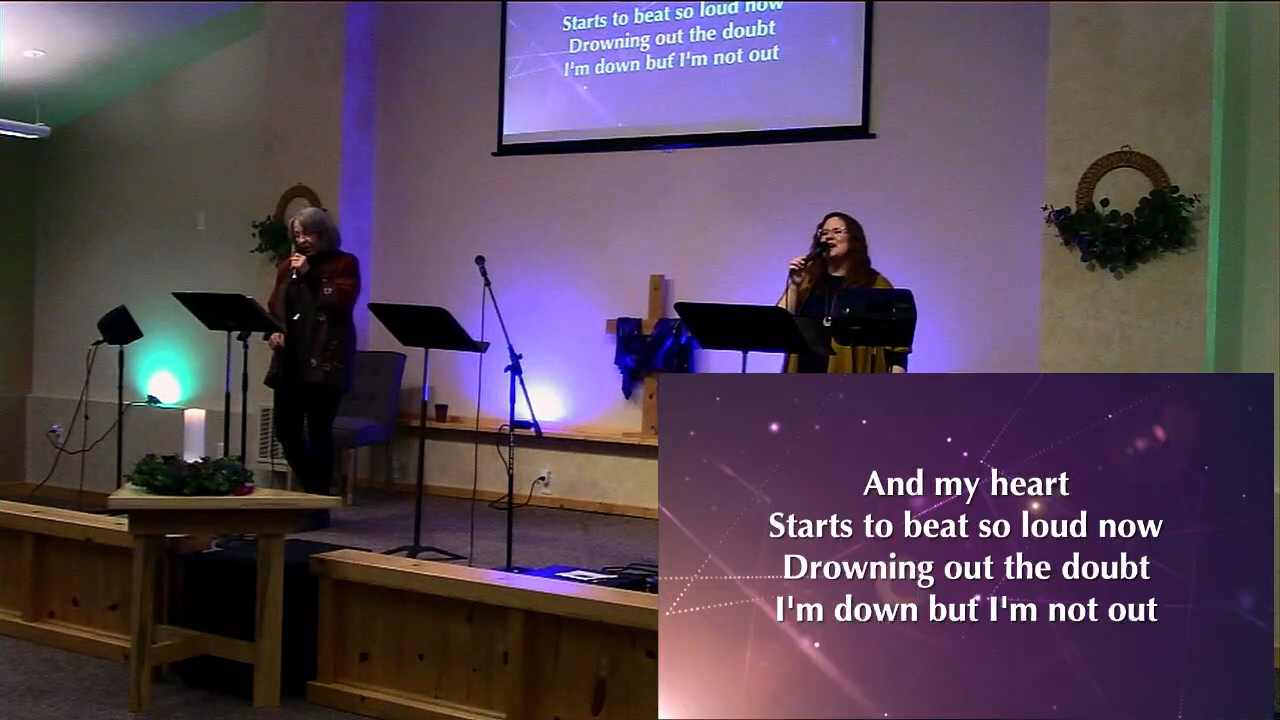 Starts to beat so loud now
Drowning out the doubt
I'm down but I'm not out
And my heart
Starts to beat so loud now
Drowning out the doubt
I'm down but I'm not out